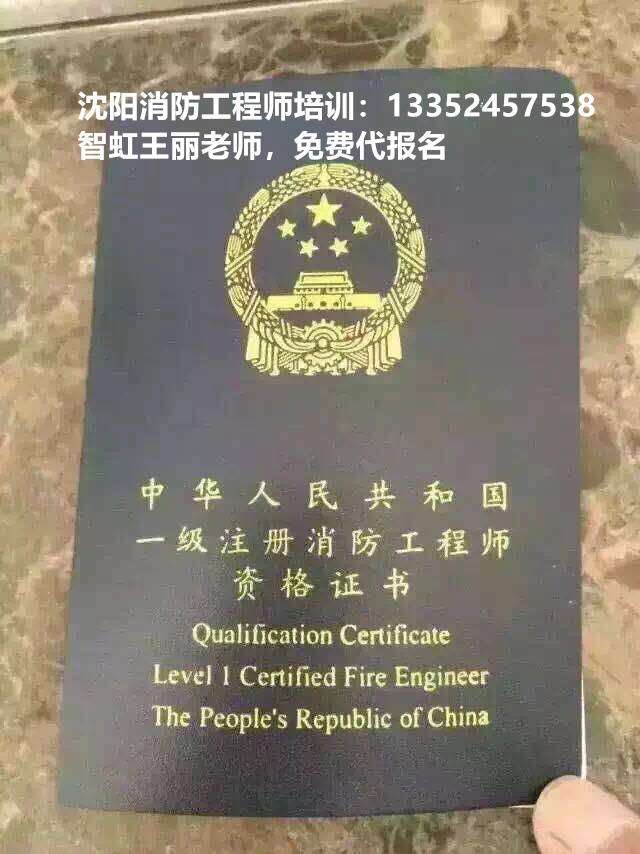 沈阳消防工程师培训：13352457538
智虹王丽老师，免费代报名
中华人民共和国
一级注册消防工程师
资格证书
Qualification Certificate
Level 1 Certified Fire Engineer
The People's Republic of China